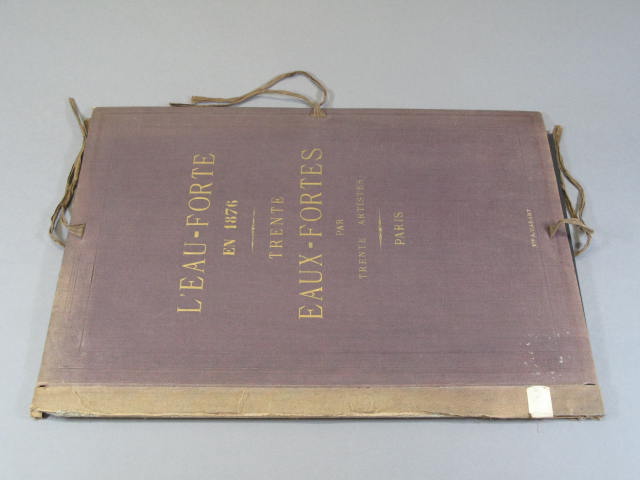 L'EAU-FORTE
EN 1876
TRENTE
EAUX-FORTES
PAR
TRENTE ARTISTES
PARIS